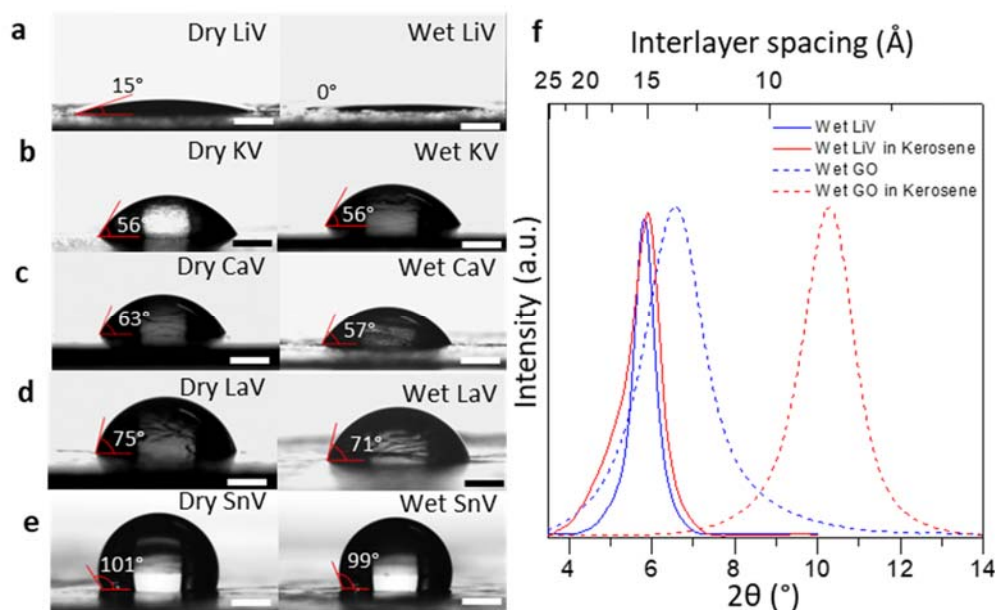 a Dry LiV Wet LiV
15° 0°
b Dry KV Wet KV
56° 56°
c Dry CaV Wet CaV
63° 57°
d Dry LaV Wet LaV
75° 71°
e Dry SnV Wet SnV
101° 99°
f
Interlayer spacing (Å)
25 20 15 10
Wet LiV
Wet LiV in Kerosene
Wet GO
Wet GO in Kerosene
Intensity (a.u.)
4 6 8 10 12 14
2θ (°)